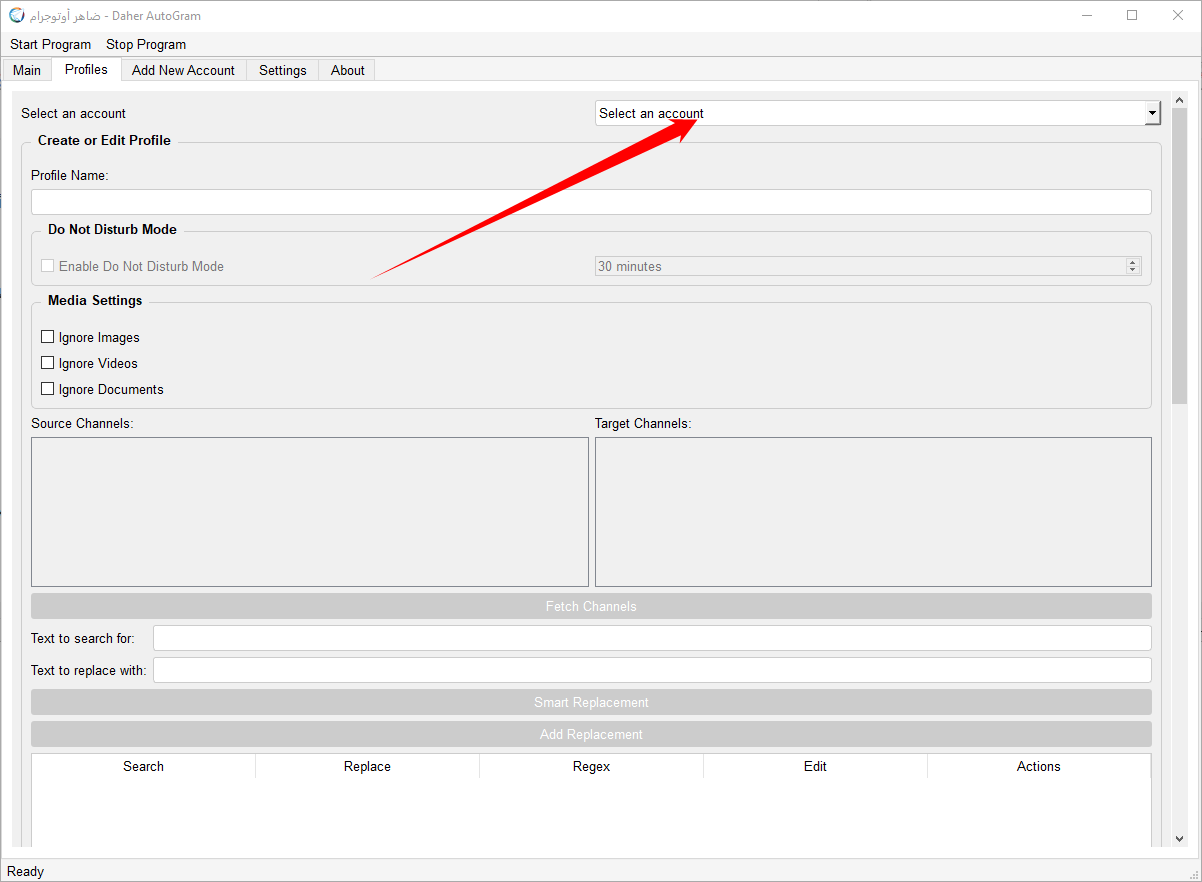 ضاهر أوتوجرام - Daher AutoGram
Start Program Stop Program
Main Profiles Add New Account Settings About
Select an account Select an account
Create or Edit Profile
Profile Name:
Do Not Disturb Mode
Enable Do Not Disturb Mode 30 minutes
Media Settings
Ignore Images
Ignore Videos
Ignore Documents
Source Channels: Target Channels:
Fetch Channels
Text to search for:
Text to replace with:
Smart Replacement
Add Replacement
Search Replace Regex Edit Actions
Ready